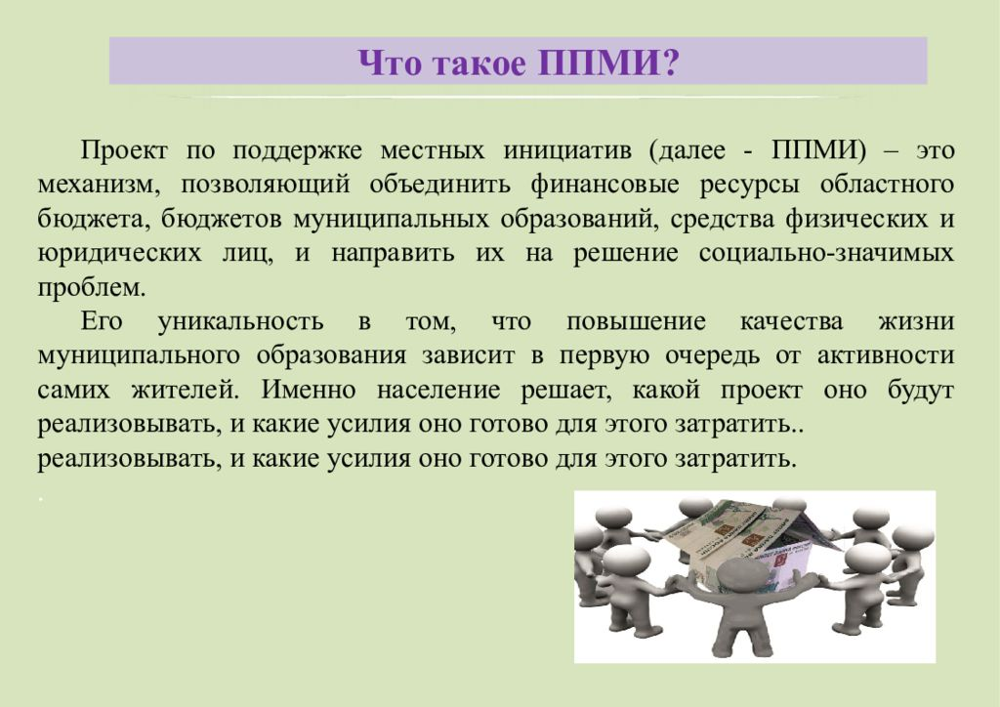 Что такое ППМИ?
Проект по поддержке местных инициатив (далее - ППМИ) – это
механизм, позволяющий объединить финансовые ресурсы областного
бюджета, бюджетов муниципальных образований, средства физических и
юридических лиц, и направить их на решение социально-значимых
проблем.
Его уникальность в том, что повышение качества жизни
муниципального образования зависит в первую очередь от активности
самих жителей. Именно население решает, какой проект оно будут
реализовывать, и какие усилия оно готово для этого затратить..
реализовывать, и какие усилия оно готово для этого затратить.
.